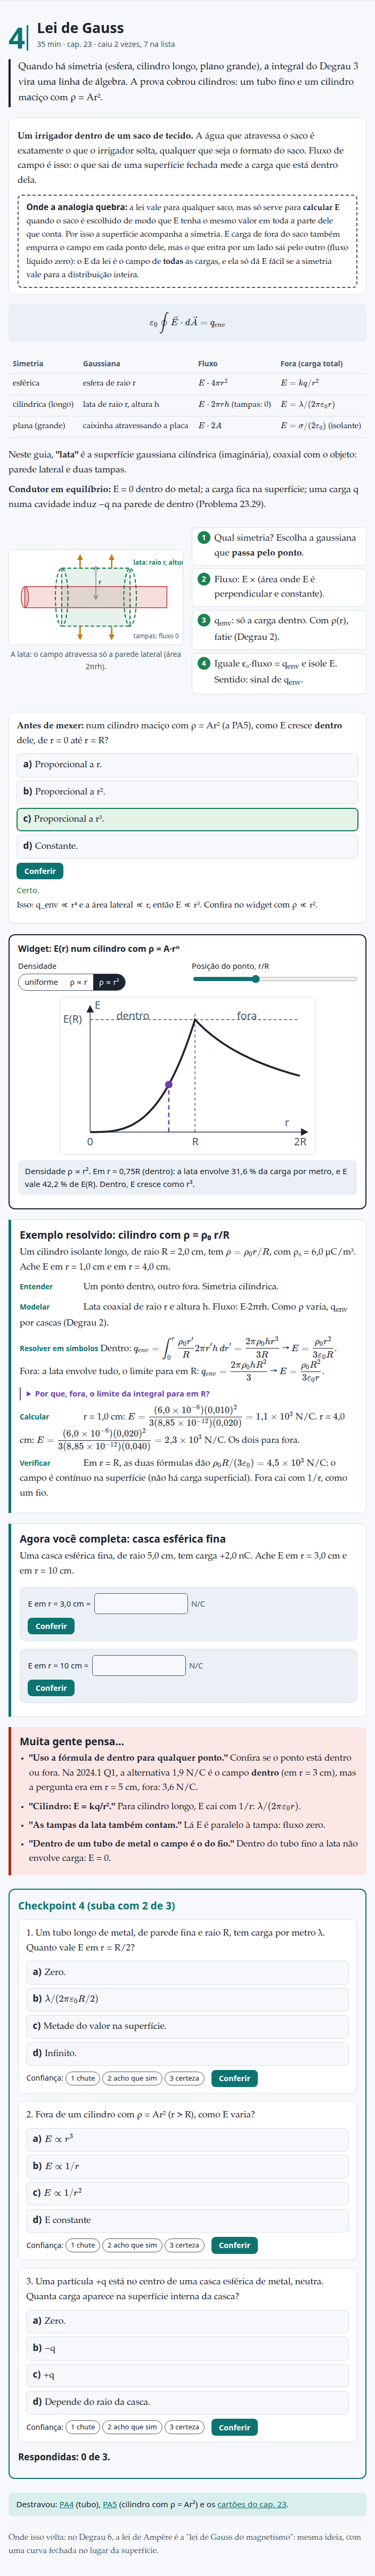 4 Lei de Gauss
35 min · cap. 23 · caiu 2 vezes, 7 na lista
Quando há simetria (esfera, cilindro longo, plano grande), a integral do Degrau 3
vira uma linha de álgebra. A prova cobrou cilindros: um tubo fino e um cilindro
maciço com ρ = Ar².
Um irrigador dentro de um saco de tecido. A água que atravessa o saco é
exatamente o que o irrigador solta, qualquer que seja o formato do saco. Fluxo de
campo é isso: o que sai de uma superfície fechada mede a carga que está dentro
dela.
Onde a analogia quebra: a lei vale para qualquer saco, mas só serve para calcular E
quando o saco é escolhido de modo que E tenha o mesmo valor em toda a parte dele
que conta. Por isso a superfície acompanha a simetria. E carga de fora do saco também
empurra o campo em cada ponto dele, mas o que entra por um lado sai pelo outro (fluxo
líquido zero): o E da lei é o campo de todas as cargas, e ela só dá E fácil se a simetria
vale para a distribuição inteira.
ε₀ ∮ E⃗ · dA⃗ = q_env
Simetria Gaussiana Fluxo Fora (carga total)
esférica esfera de raio r E · 4πr² E = kq/r²
cilíndrica (longo) lata de raio r, altura h E · 2πrh (tampas: 0) E = λ/(2πε₀r)
plana (grande) caixinha atravessando a placa E · 2A E = σ/(2ε₀) (isolante)
Neste guia, "lata" é a superfície gaussiana cilíndrica (imaginária), coaxial com o objeto:
parede lateral e duas tampas.
Condutor em equilíbrio: E = 0 dentro do metal; a carga fica na superfície; uma carga q
numa cavidade induz −q na parede de dentro (Problema 23.29).
lata: raio r, altur
r
tampas: fluxo 0
A lata: o campo atravessa só a parede lateral (área
2πrh).
1 Qual simetria? Escolha a gaussiana
que passa pelo ponto.
2 Fluxo: E × (área onde E é
perpendicular e constante).
3 q_env: só a carga dentro. Com ρ(r),
fatie (Degrau 2).
4 Iguale ε₀·fluxo = q_env e isole E.
Sentido: sinal de q_env.
Antes de mexer: num cilindro maciço com ρ = Ar² (a PA5), como E cresce dentro
dele, de r = 0 até r = R?
a) Proporcional a r.
b) Proporcional a r².
c) Proporcional a r³.
d) Constante.
Conferir
Certo.
Isso: q_env ∝ r⁴ e a área lateral ∝ r, então E ∝ r³. Confira no widget com ρ ∝ r².
Widget: E(r) num cilindro com ρ = A·rⁿ
Densidade
uniforme ρ ∝ r ρ ∝ r²
Posição do ponto, r/R
E
E(R) dentro fora
r
0 R 2R
Densidade ρ ∝ r². Em r = 0,75R (dentro): a lata envolve 31,6 % da carga por metro, e E
vale 42,2 % de E(R). Dentro, E cresce como r³.
Exemplo resolvido: cilindro com ρ = ρ₀ r/R
Um cilindro isolante longo, de raio R = 2,0 cm, tem ρ = ρ₀r/R, com ρ₀ = 6,0 μC/m³.
Ache E em r = 1,0 cm e em r = 4,0 cm.
Entender Um ponto dentro, outro fora. Simetria cilíndrica.
Modelar Lata coaxial de raio r e altura h. Fluxo: E·2πrh. Como ρ varia, q_env
por cascas (Degrau 2).
Resolver em símbolos Dentro: q_env = ∫₀^r (ρ₀r′/R) 2πr′h dr′ = 2πρ₀hr³/(3R) → E = ρ₀r²/(3ε₀R).
Fora: a lata envolve tudo, o limite para em R: q_env = 2πρ₀hR²/3 → E = ρ₀R²/(3ε₀r).
▸ Por que, fora, o limite da integral para em R?
Calcular r = 1,0 cm: E = (6,0 × 10⁻⁶)(0,010)²/(3(8,85 × 10⁻¹²)(0,020)) = 1,1 × 10³ N/C. r = 4,0
cm: E = (6,0 × 10⁻⁶)(0,020)²/(3(8,85 × 10⁻¹²)(0,040)) = 2,3 × 10³ N/C. Os dois para fora.
Verificar Em r = R, as duas fórmulas dão ρ₀R/(3ε₀) = 4,5 × 10³ N/C: o
campo é contínuo na superfície (não há carga superficial). Fora cai com 1/r, como
um fio.
Agora você completa: casca esférica fina
Uma casca esférica fina, de raio 5,0 cm, tem carga +2,0 nC. Ache E em r = 3,0 cm e
em r = 10 cm.
E em r = 3,0 cm = N/C
Conferir
E em r = 10 cm = N/C
Conferir
Muita gente pensa...
• "Uso a fórmula de dentro para qualquer ponto." Confira se o ponto está dentro
ou fora. Na 2024.1 Q1, a alternativa 1,9 N/C é o campo dentro (em r = 3 cm), mas
a pergunta era em r = 5 cm, fora: 3,6 N/C.
• "Cilindro: E = kq/r²." Para cilindro longo, E cai com 1/r: λ/(2πε₀r).
• "As tampas da lata também contam." Lá E é paralelo à tampa: fluxo zero.
• "Dentro de um tubo de metal o campo é o do fio." Dentro do tubo fino a lata não
envolve carga: E = 0.
Checkpoint 4 (suba com 2 de 3)
1. Um tubo longo de metal, de parede fina e raio R, tem carga por metro λ.
Quanto vale E em r = R/2?
a) Zero.
b) λ/(2πε₀R/2)
c) Metade do valor na superfície.
d) Infinito.
Confiança: 1 chute 2 acho que sim 3 certeza Conferir
2. Fora de um cilindro com ρ = Ar² (r > R), como E varia?
a) E ∝ r³
b) E ∝ 1/r
c) E ∝ 1/r²
d) E constante
Confiança: 1 chute 2 acho que sim 3 certeza Conferir
3. Uma partícula +q está no centro de uma casca esférica de metal, neutra.
Quanta carga aparece na superfície interna da casca?
a) Zero.
b) −q
c) +q
d) Depende do raio da casca.
Confiança: 1 chute 2 acho que sim 3 certeza Conferir
Respondidas: 0 de 3.
Destravou: PA4 (tubo), PA5 (cilindro com ρ = Ar²) e os cartões do cap. 23.
Onde isso volta: no Degrau 6, a lei de Ampère é a "lei de Gauss do magnetismo": mesma ideia, com
uma curva fechada no lugar da superfície.